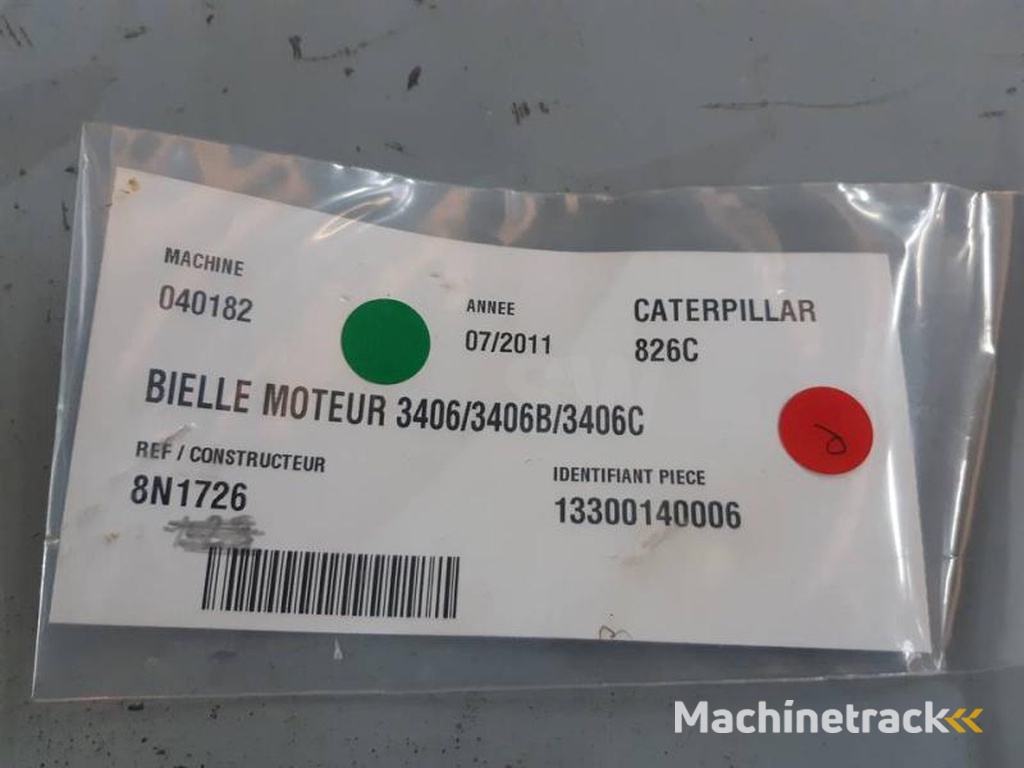 MACHINE
040182
ANNEE
07/2011
CATERPILLAR
826C
BIELLE MOTEUR 3406/3406B/3406C
REF / CONSTRUCTEUR
8N1726
IDENTIFIANT PIECE
13300140006
Machinetrack